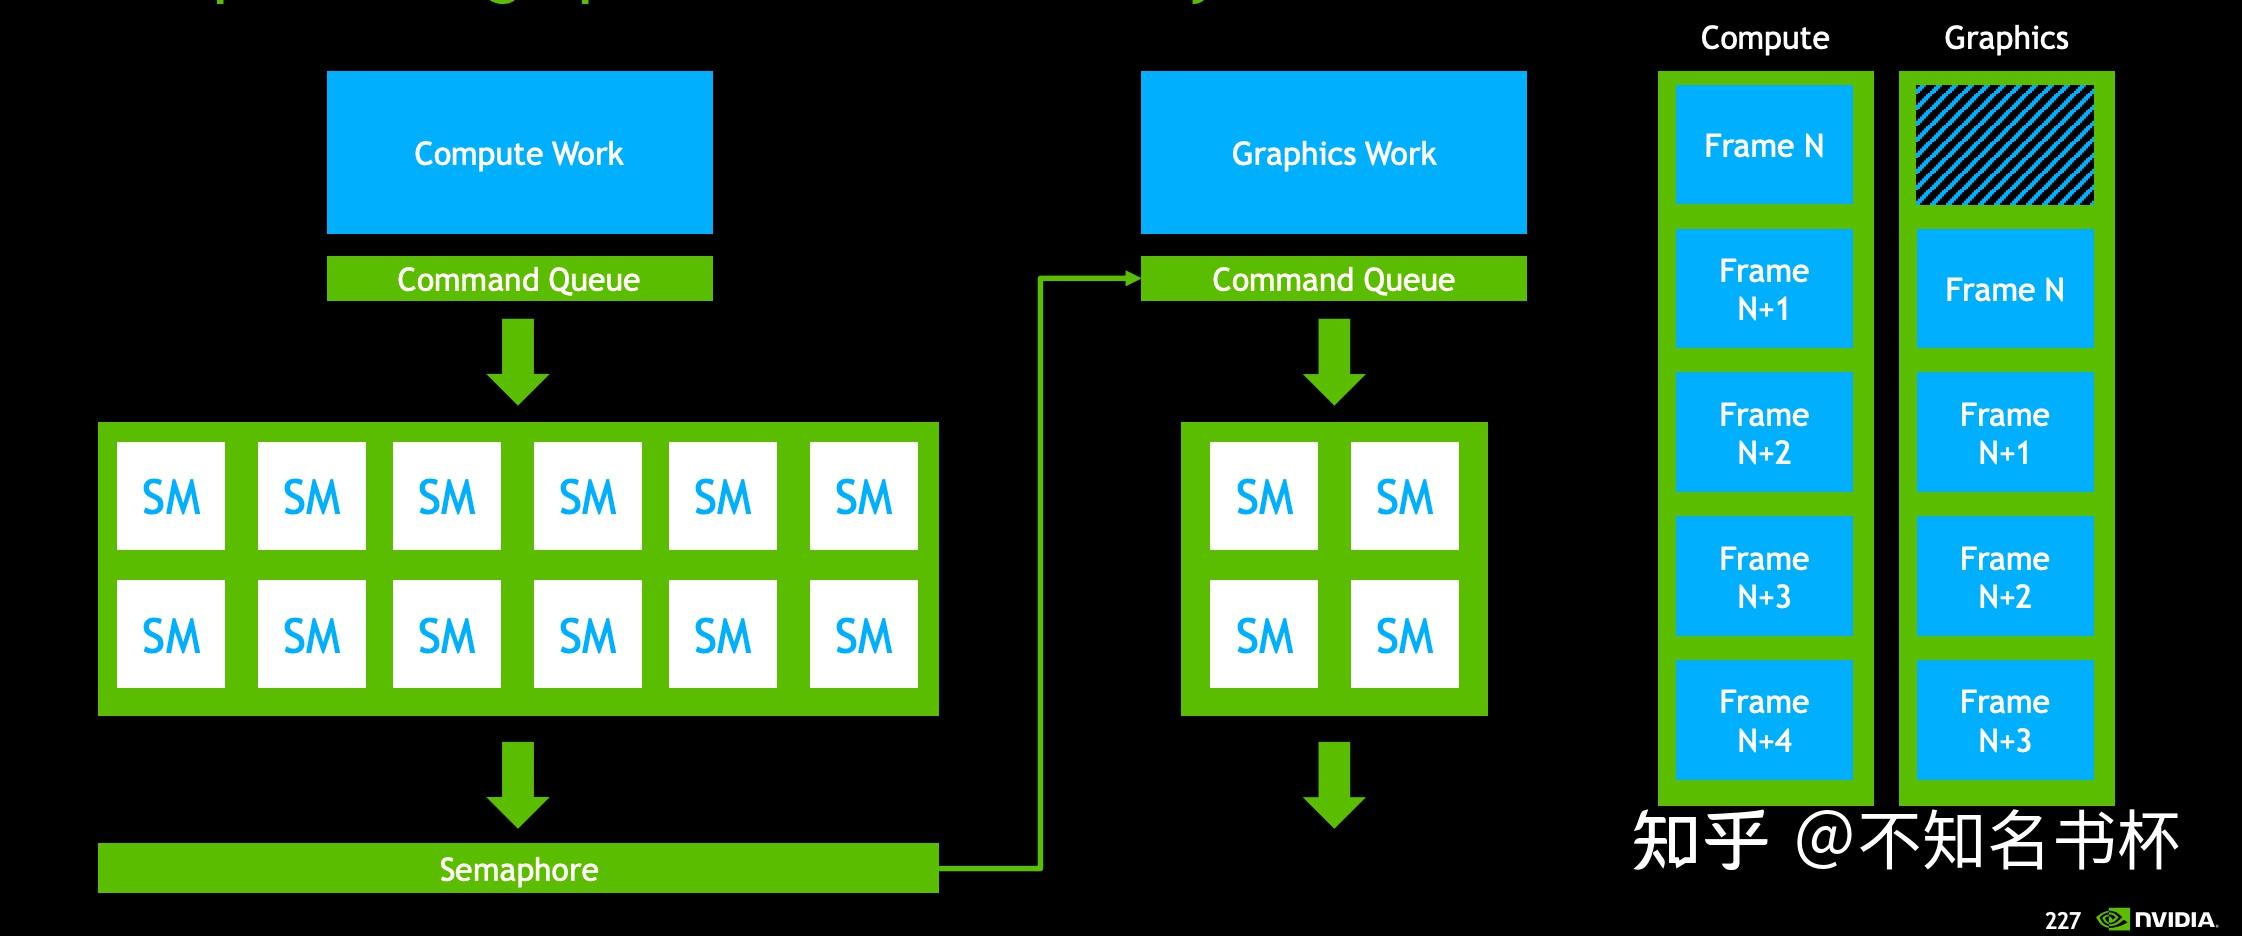 Compute Work
Command Queue
SM SM SM SM SM SM
SM SM SM SM SM SM
Semaphore
Graphics Work
Command Queue
SM SM
SM SM
Compute
Frame N
Frame
N+1
Frame
N+2
Frame
N+3
Frame
N+4
Graphics
Frame N
Frame
N+1
Frame
N+2
Frame
N+3
知乎 @不知名书杯
227 NVIDIA.